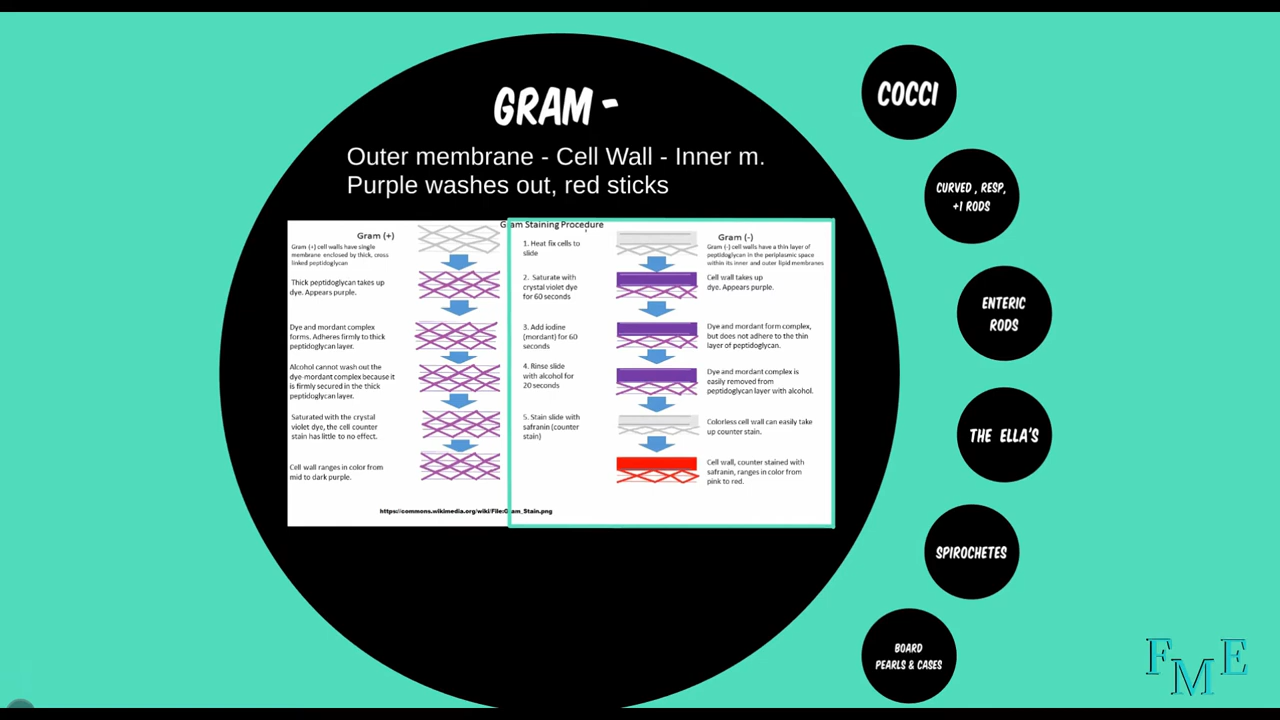 GRAM -
Outer membrane - Cell Wall - Inner m.
Purple washes out, red sticks
Gram Staining Procedure
Gram (+)
Gram (+) cell walls have single
membrane enclosed by thick, cross
linked peptidoglycan
Thick peptidoglycan takes up
dye. Appears purple.
Dye and mordant complex
forms. Adheres firmly to thick
peptidoglycan layer.
Alcohol cannot wash out the
dye-mordant complex because it
is firmly secured in the thick
peptidoglycan layer.
Saturated with the crystal
violet dye, the cell counter
stain has little to no effect.
Cell wall ranges in color from
mid to dark purple.
1. Heat fix cells to
slide
2. Saturate with
crystal violet dye
for 60 seconds
3. Add iodine
(mordant) for 60
seconds
4. Rinse slide
with alcohol for
20 seconds
5. Stain slide with
safranin (counter
stain)
Gram (-)
Gram (-) cell walls have a thin layer of
peptidoglycan in the periplasmic space
within its inner and outer lipid membranes
Cell wall takes up
dye. Appears purple.
Dye and mordant form complex,
but does not adhere to the thin
layer of peptidoglycan.
Dye and mordant complex is
easily removed from
peptidoglycan layer with alcohol.
Colorless cell wall can easily take
up counter stain.
Cell wall, counter stained with
safranin, ranges in color from
pink to red.
https://commons.wikimedia.org/wiki/File:Gram_Stain.png
COCCI
CURVED, RESP,
+1 RODS
ENTERIC
RODS
THE ELLA'S
SPIROCHETES
BOARD
PEARLS & CASES
FME